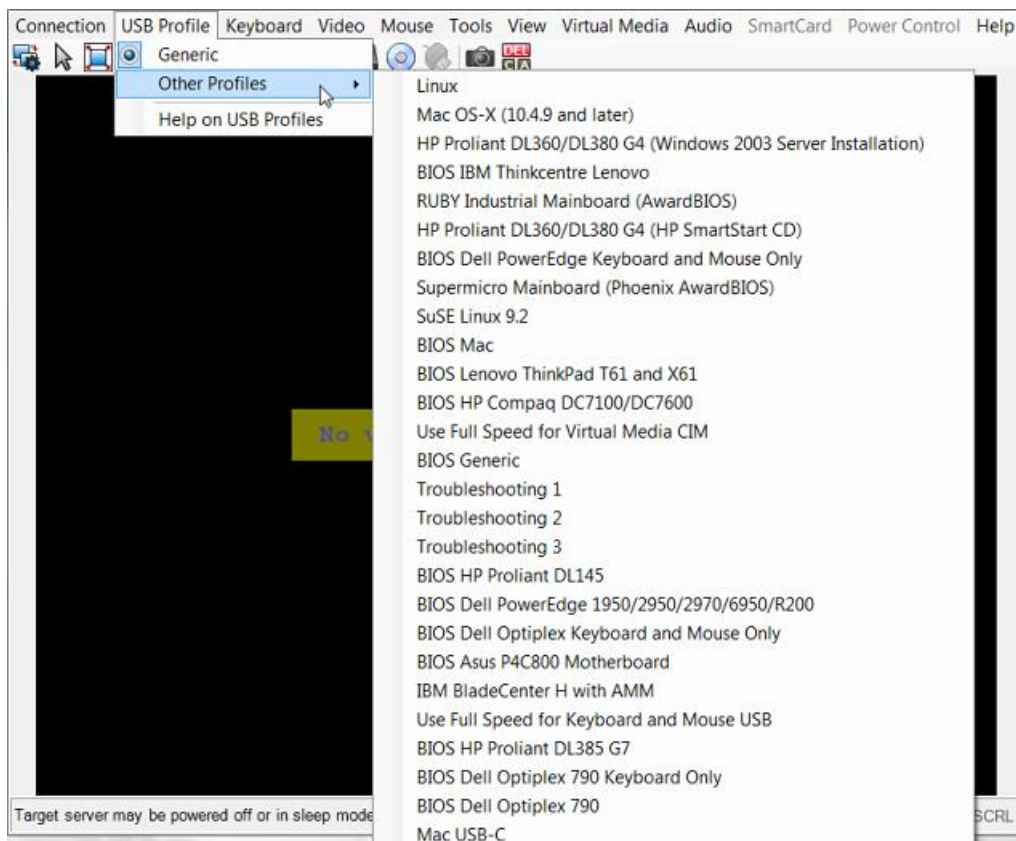 Connection USB Profile Keyboard Video Mouse Tools View Virtual Media Audio SmartCard Power Control Help
Generic
DEL
C A
Other Profiles
Help on USB Profiles
Linux
Mac OS-X (10.4.9 and later)
HP Proliant DL360/DL380 G4 (Windows 2003 Server Installation)
BIOS IBM Thinkcentre Lenovo
RUBY Industrial Mainboard (AwardBIOS)
HP Proliant DL360/DL380 G4 (HP SmartStart CD)
BIOS Dell PowerEdge Keyboard and Mouse Only
Supermicro Mainboard (Phoenix AwardBIOS)
SuSE Linux 9.2
BIOS Mac
BIOS Lenovo ThinkPad T61 and X61
BIOS HP Compaq DC7100/DC7600
Use Full Speed for Virtual Media CIM
BIOS Generic
Troubleshooting 1
Troubleshooting 2
Troubleshooting 3
BIOS HP Proliant DL145
BIOS Dell PowerEdge 1950/2950/2970/6950/R200
BIOS Dell Optiplex Keyboard and Mouse Only
BIOS Asus P4C800 Motherboard
IBM BladeCenter H with AMM
Use Full Speed for Keyboard and Mouse USB
BIOS HP Proliant DL385 G7
BIOS Dell Optiplex 790 Keyboard Only
BIOS Dell Optiplex 790
Mac USB-C
No
Target server may be powered off or in sleep mode
SCRL